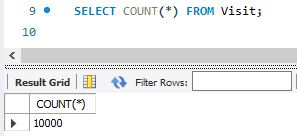 9 SELECT COUNT(*) FROM Visit;
10
Result Grid Filter Rows:
COUNT(*)
10000